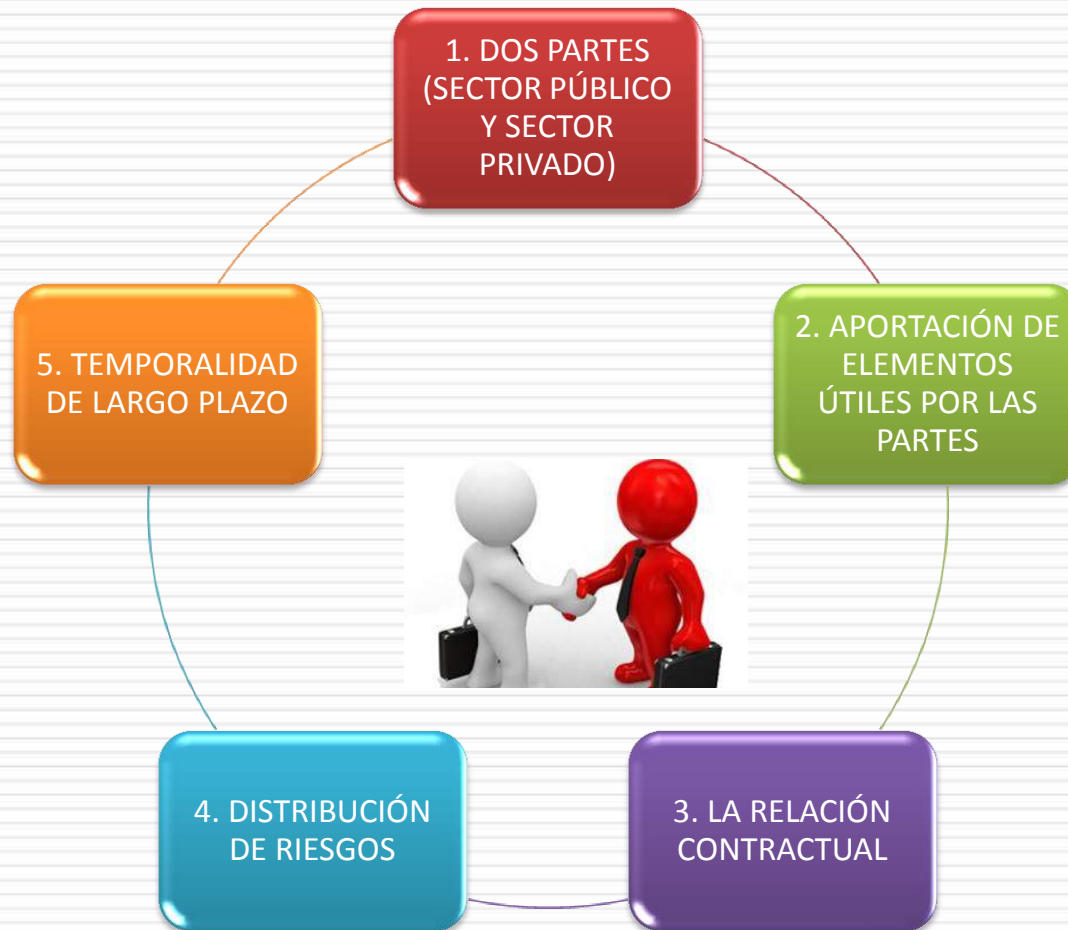 1. DOS PARTES
(SECTOR PÚBLICO
Y SECTOR
PRIVADO)
2. APORTACIÓN DE
ELEMENTOS
ÚTILES POR LAS
PARTES
3. LA RELACIÓN
CONTRACTUAL
4. DISTRIBUCIÓN
DE RIESGOS
5. TEMPORALIDAD
DE LARGO PLAZO